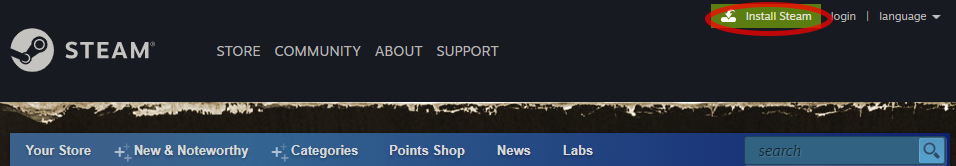 Install Steam login | language
STEAM® STORE COMMUNITY ABOUT SUPPORT
Your Store New & Noteworthy Categories Points Shop News Labs search